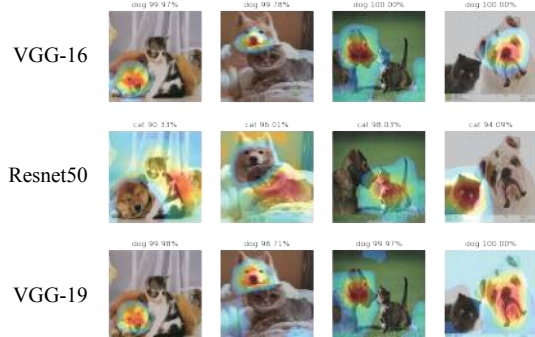 dog 99.97% dog 99.78% dog 100.00% dog 100.00%
VGG-16
cat 90.33% cat 96.01% cat 98.03% cat 94.09%
Resnet50
dog 99.98% dog 98.71% dog 99.97% dog 100.00%
VGG-19